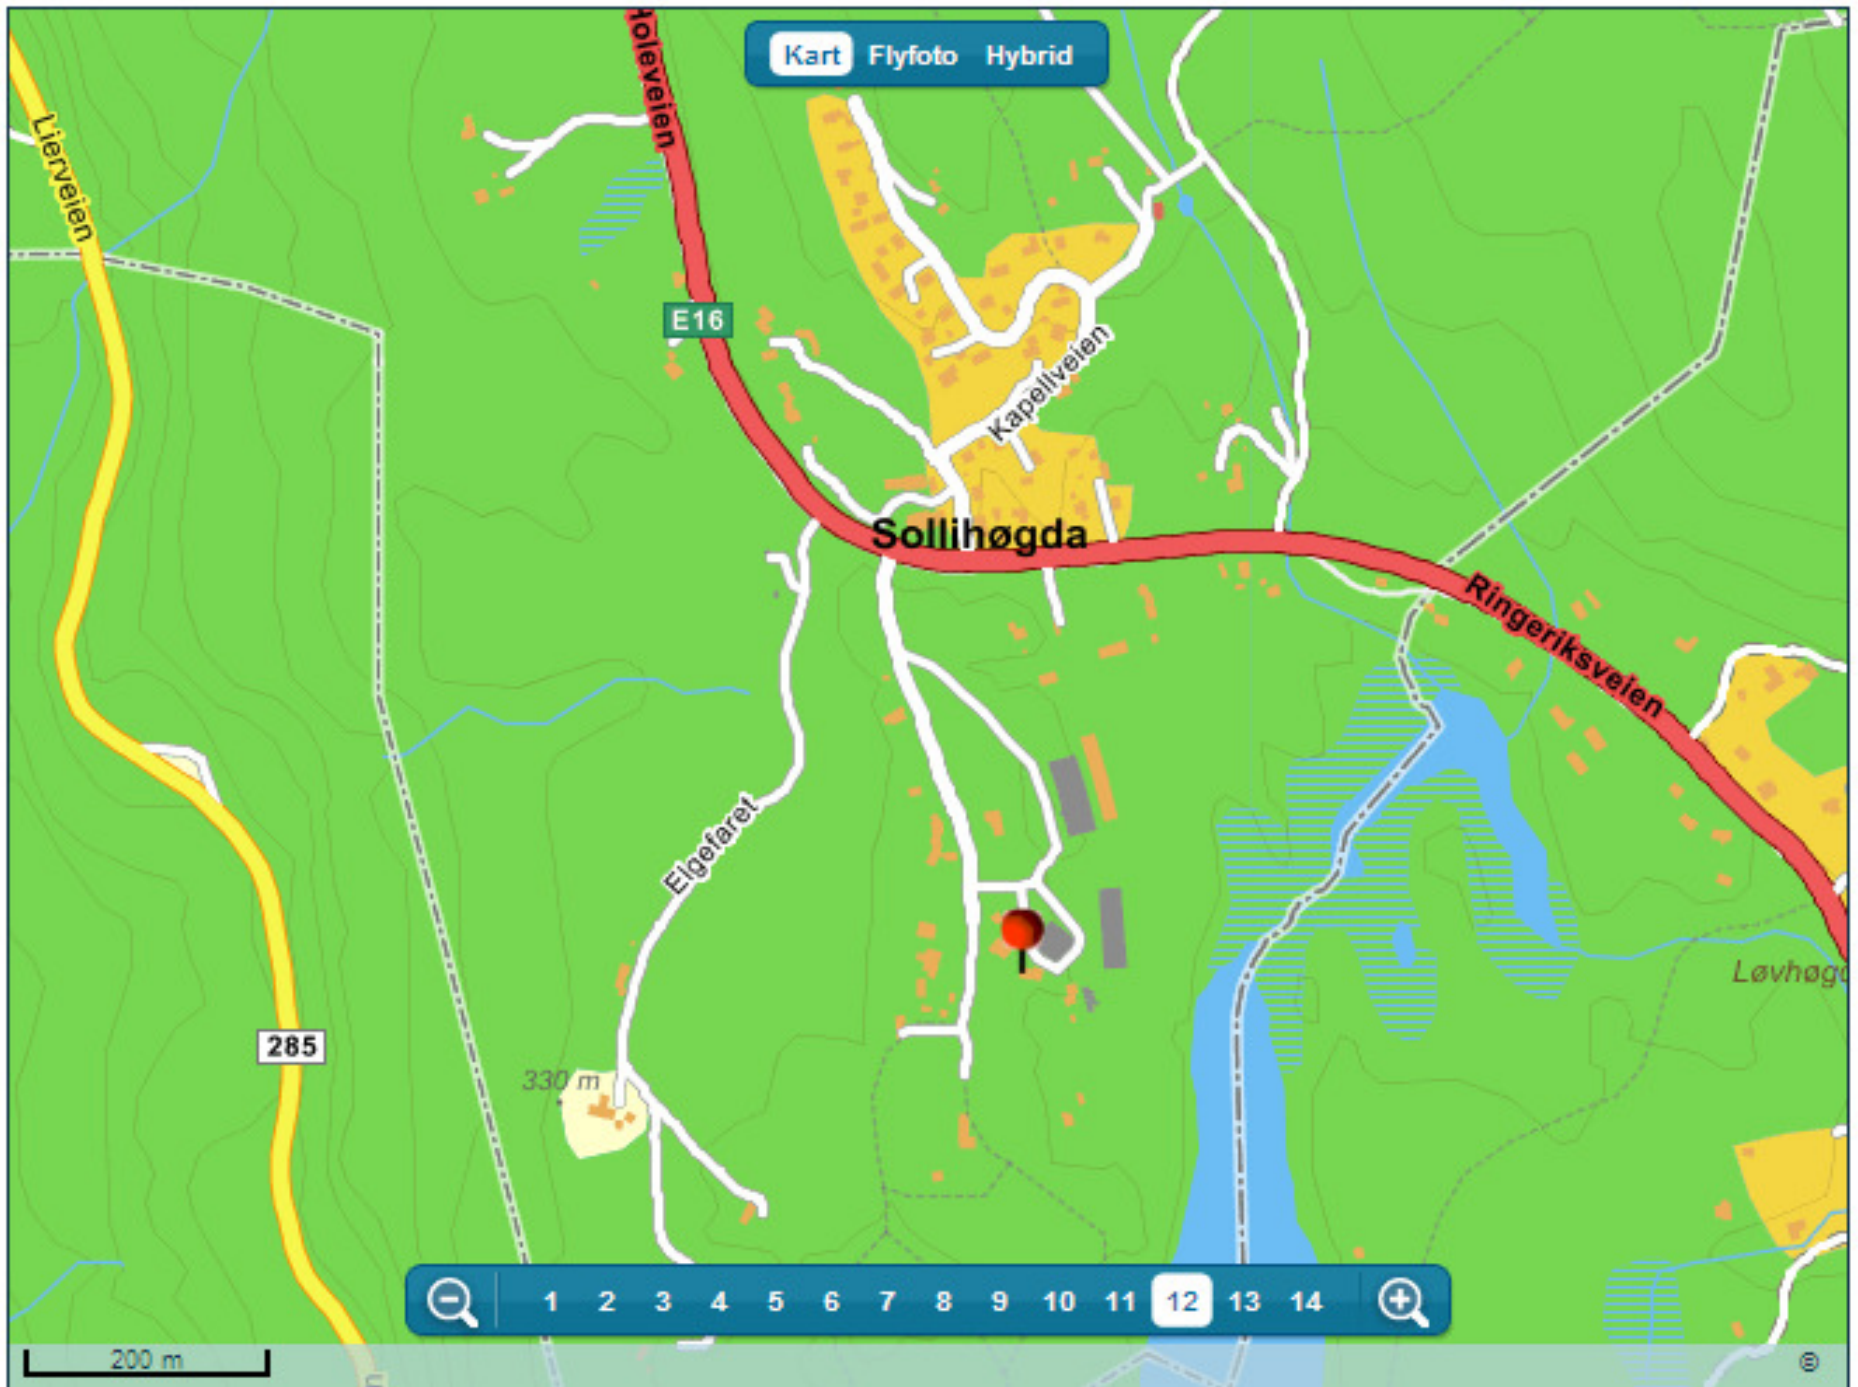 Kart Flyfoto Hybrid
Holeveien
Lierveien
E16
Kapellveien
Sollihøgda
Ringeriksveien
Elgefaret
Løvhøgd
285
330 m
1 2 3 4 5 6 7 8 9 10 11 12 13 14
200 m
©